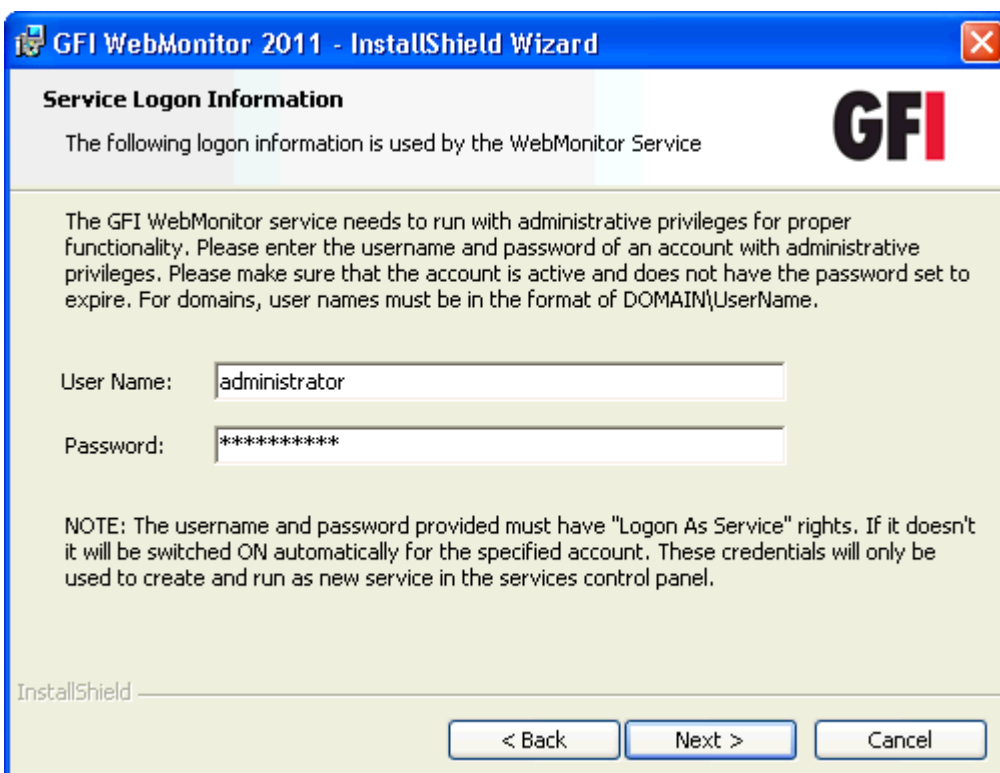 GFI WebMonitor 2011 - InstallShield Wizard
Service Logon Information
The following logon information is used by the WebMonitor Service
GFI
The GFI WebMonitor service needs to run with administrative privileges for proper
functionality. Please enter the username and password of an account with administrative
privileges. Please make sure that the account is active and does not have the password set to
expire. For domains, user names must be in the format of DOMAIN\UserName.
User Name:
administrator
Password:
**********
NOTE: The username and password provided must have "Logon As Service" rights. If it doesn't
it will be switched ON automatically for the specified account. These credentials will only be
used to create and run as new service in the services control panel.
InstallShield
< Back
Next >
Cancel